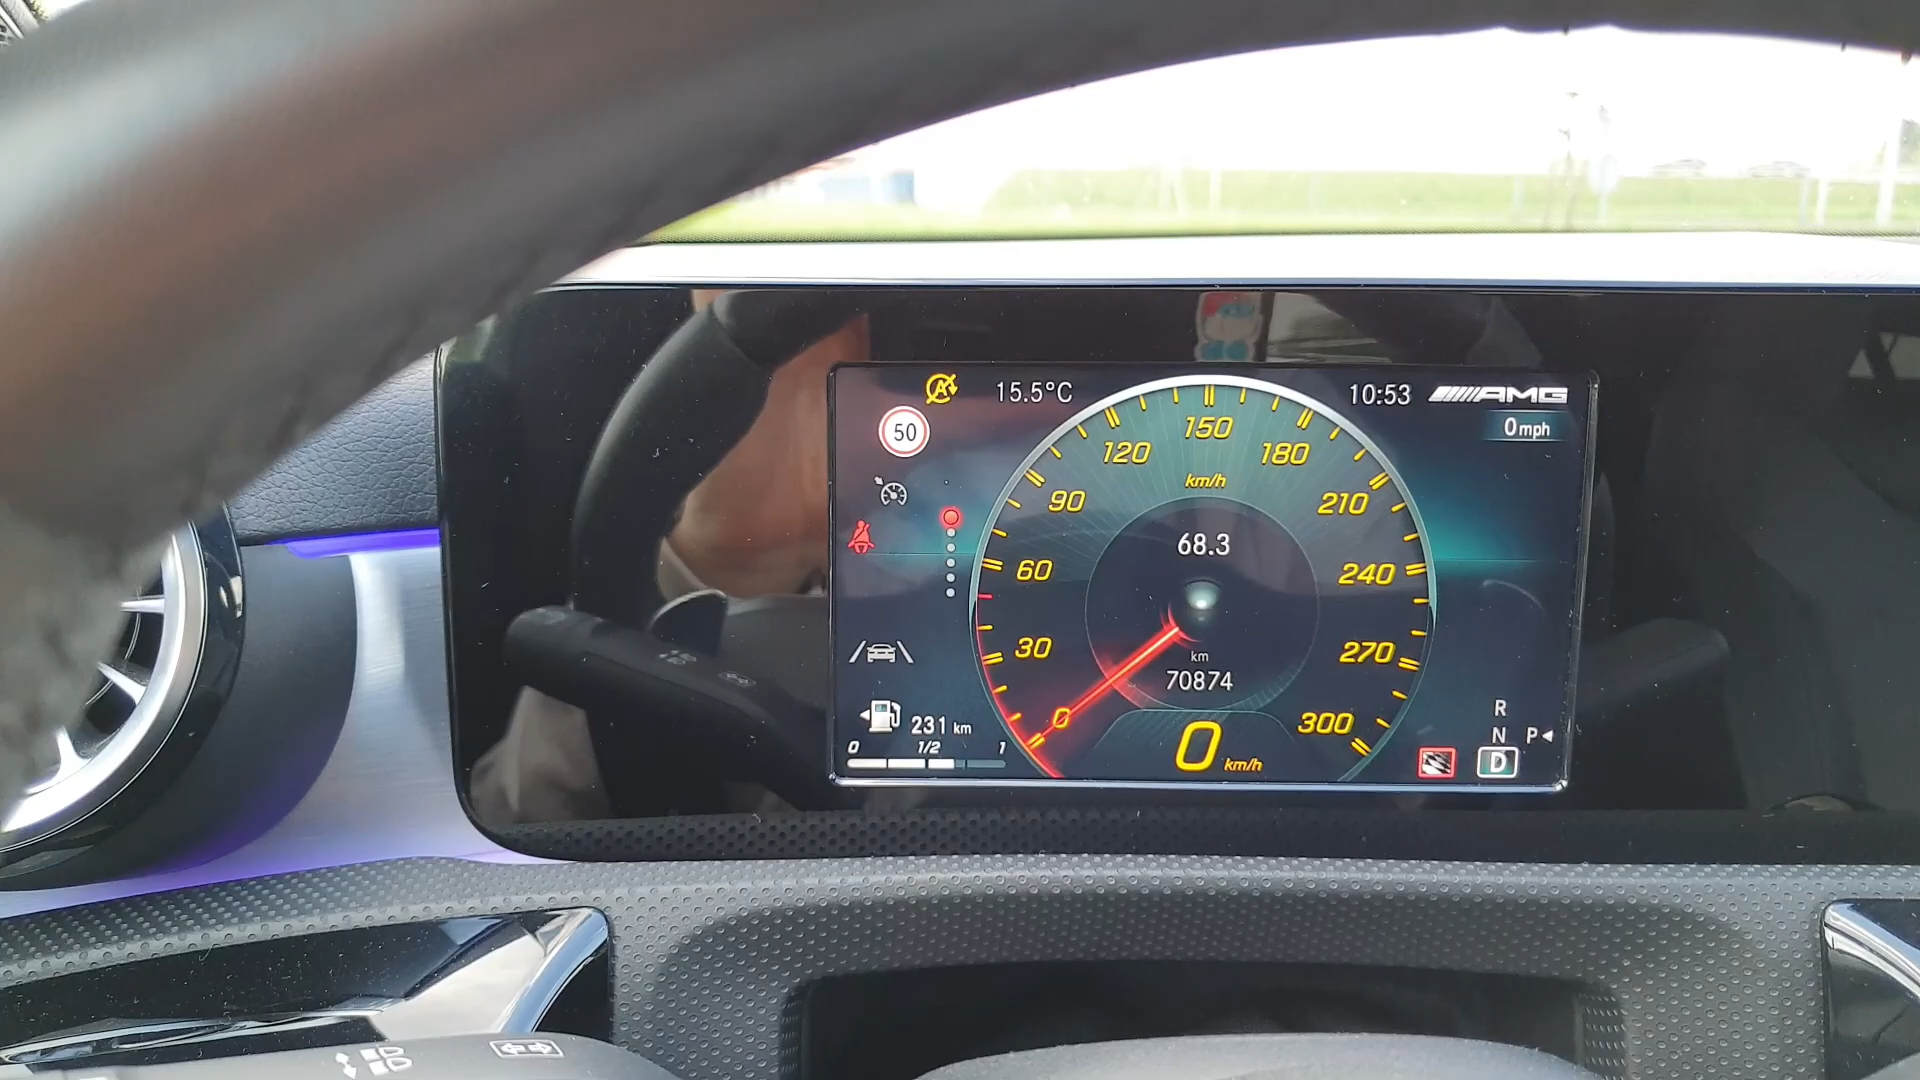 A 15.5°C 10:53 AMG
50 0 mph
150
120 180
km/h
90 210
68.3
60 240
30 270
km
70874
231 km
0 1/2 1
0 300
0 km/h
R
N P
D